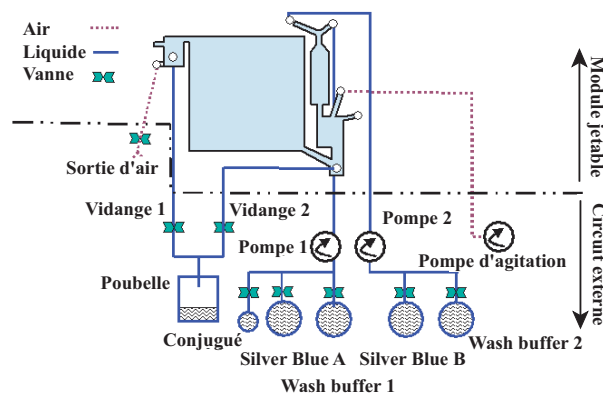 Air
Liquide
Vanne
Module jetable
Sortie d'air
Vidange 1
Vidange 2
Pompe 2
Pompe 1
Pompe d'agitation
Circuit externe
Poubelle
Conjugué
Silver Blue A
Silver Blue B
Wash buffer 2
Wash buffer 1